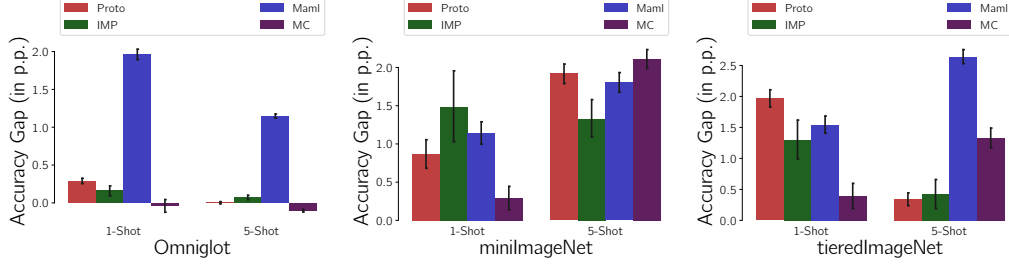 Proto Maml
IMP MC
Accuracy Gap (in p.p.)
2.0
1.5
1.0
0.5
0.0
1-Shot 5-Shot
Omniglot
Proto Maml
IMP MC
Accuracy Gap (in p.p.)
2.0
1.5
1.0
0.5
0.0
1-Shot 5-Shot
miniImageNet
Proto Maml
IMP MC
Accuracy Gap (in p.p.)
2.5
2.0
1.5
1.0
0.5
0.0
1-Shot 5-Shot
tieredImageNet